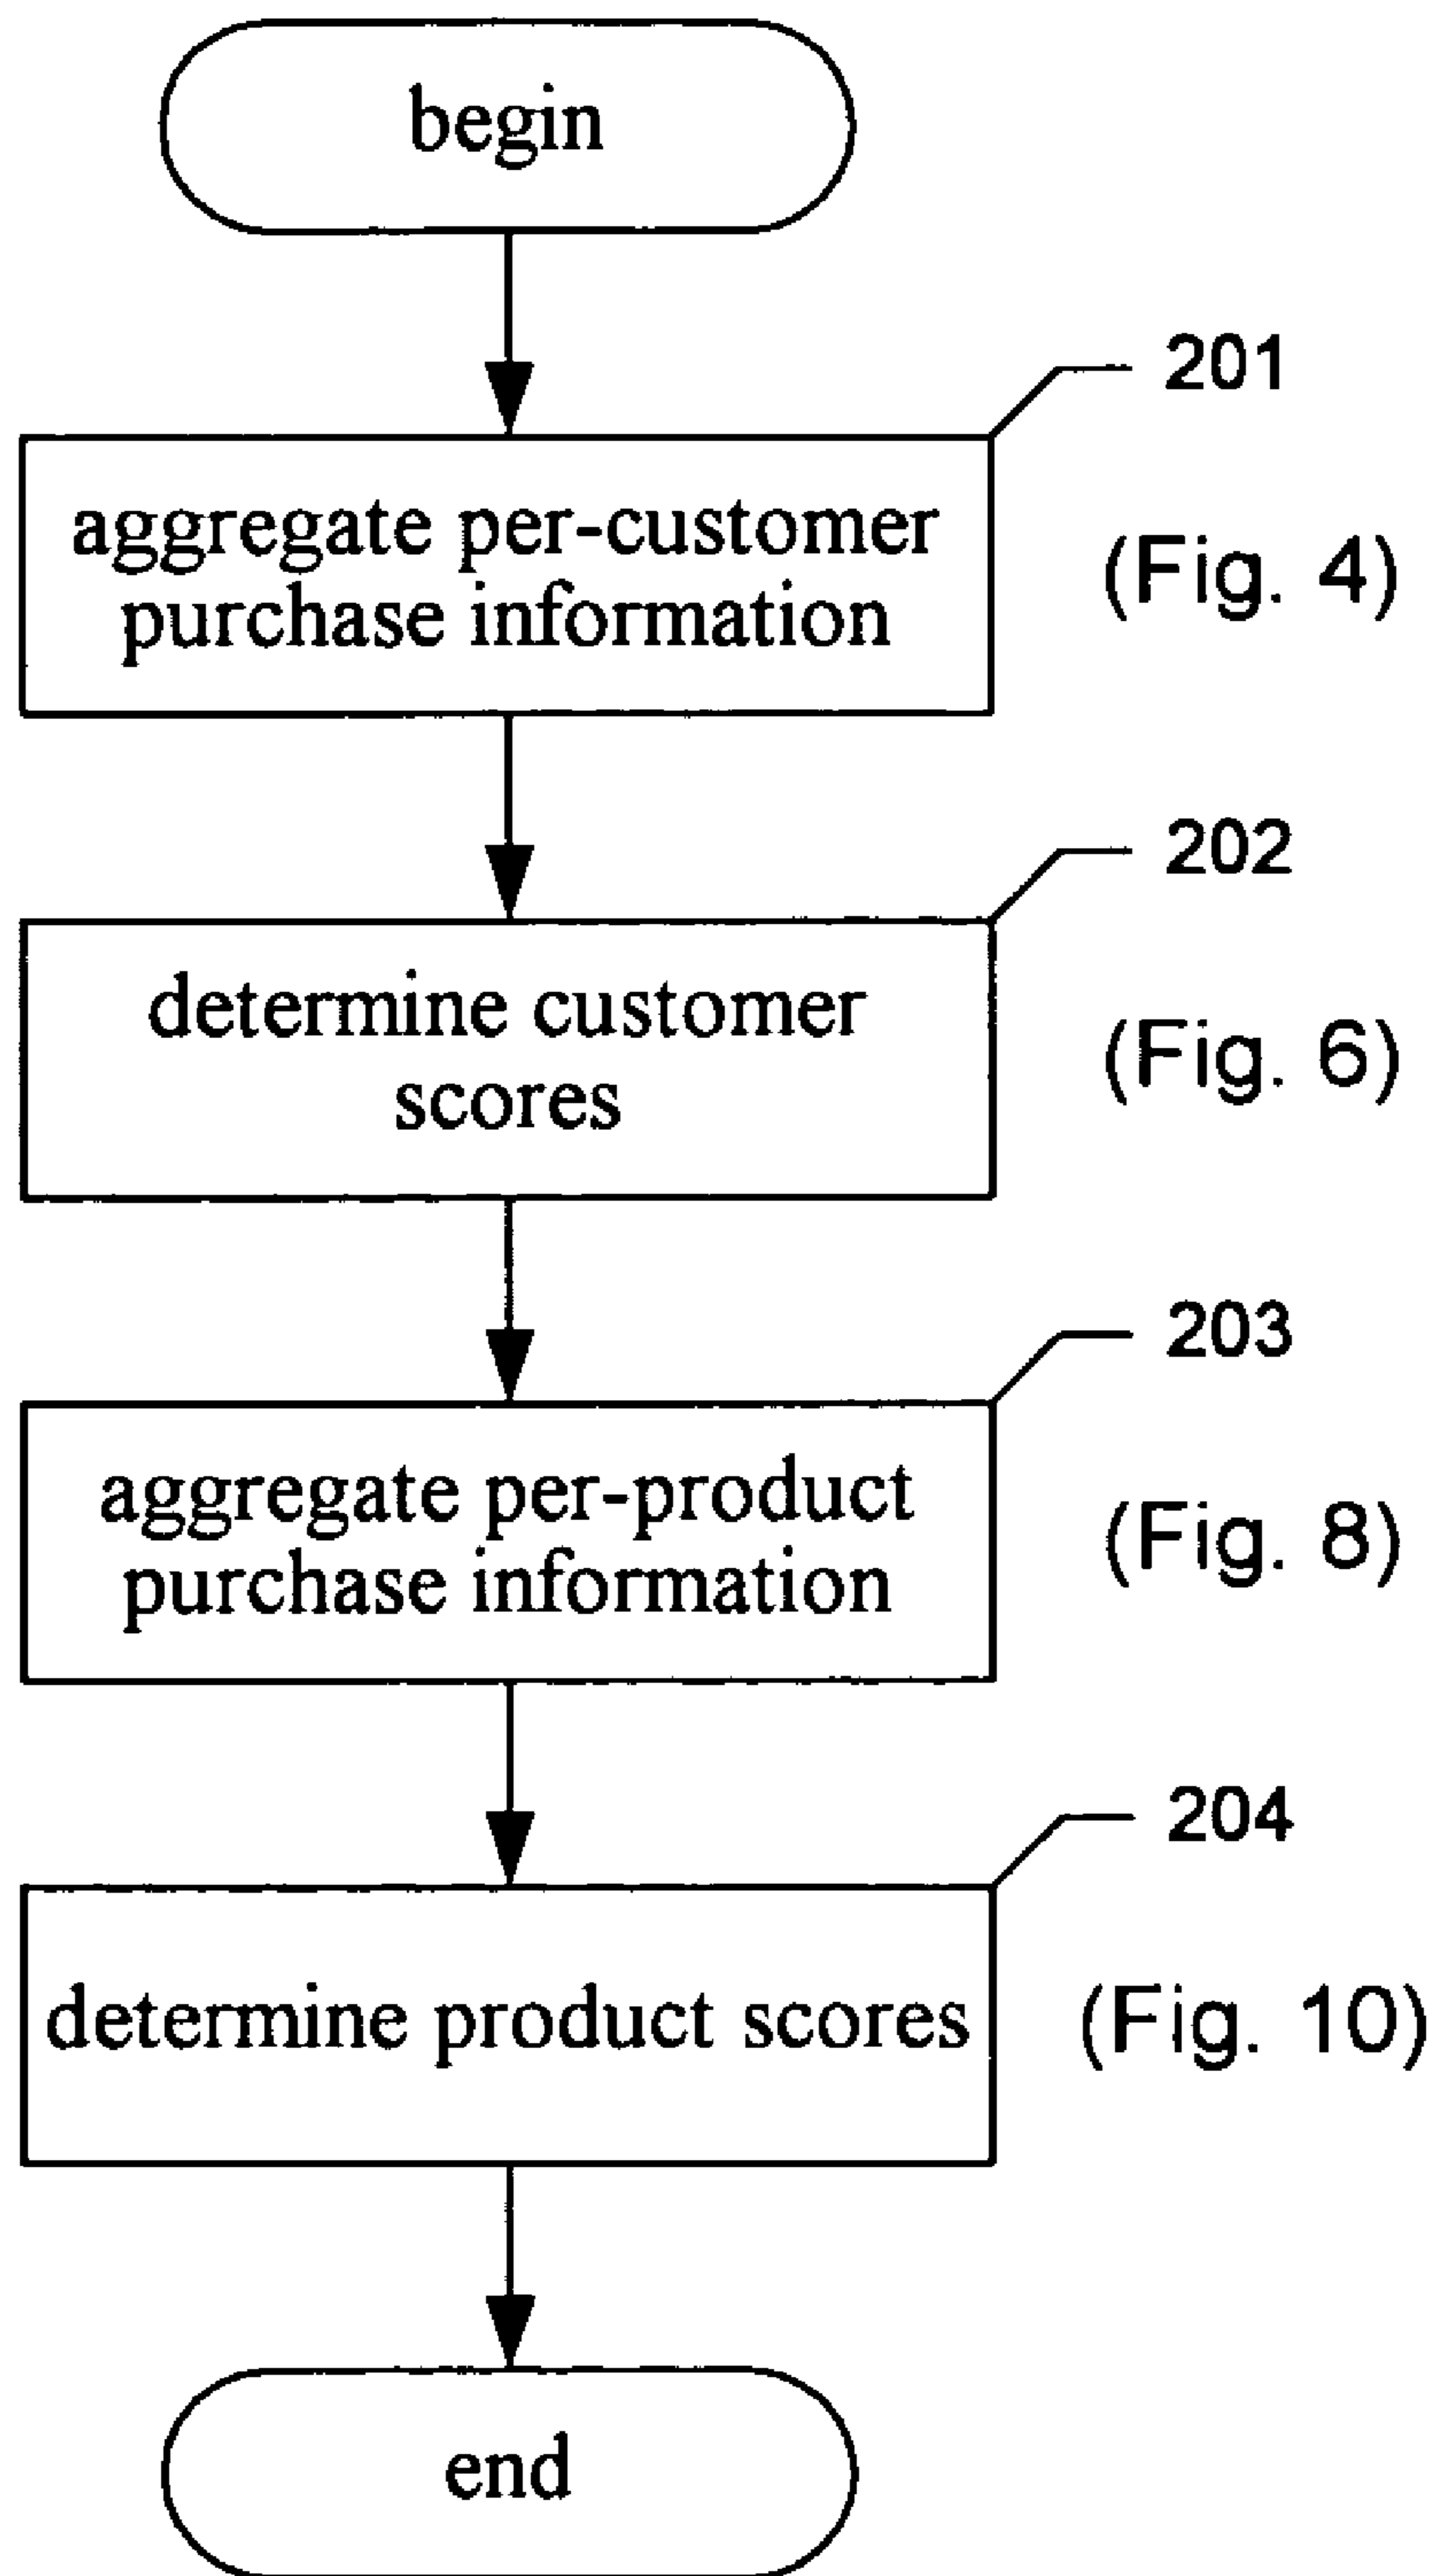 begin
201
aggregate per-customer
purchase information
(Fig. 4)
202
determine customer
scores
(Fig. 6)
203
aggregate per-product
purchase information
(Fig. 8)
204
determine product scores
(Fig. 10)
end